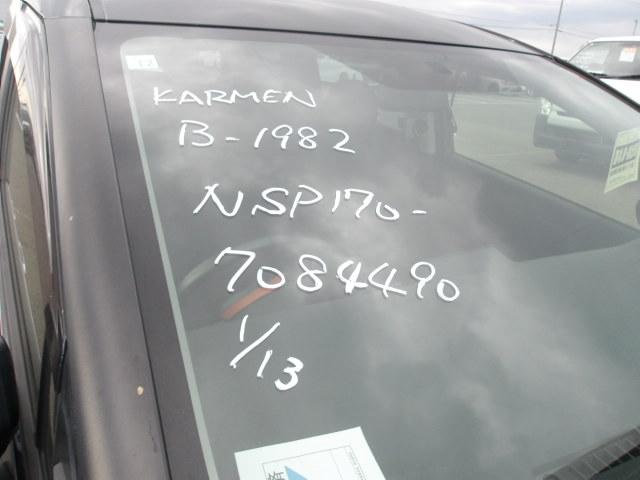 KARMEN
B-1982
NSP170-
7084490
1/13